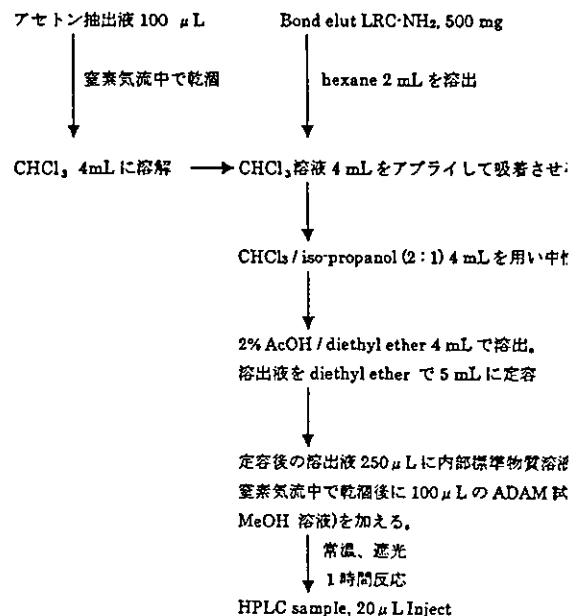 アセトン抽出液 100 μL
Bond elut LRC·NH₂, 500 mg
窒素気流中で乾涸
hexane 2 mL を溶出
CHCl₃ 4mL に溶解
CHCl₃溶液 4 mL をアプライして吸着させ
CHCl₃ / iso-propanol (2:1) 4 mL を用い中性
2% AcOH / diethyl ether 4 mL で溶出。
溶出液を diethyl ether で 5 mL に定容
定容後の溶出液 250μL に内部標準物質溶液
窒素気流中で乾涸後に 100μL の ADAM 試
MeOH 溶液)を加える。
常温、遮光
1 時間反応
HPLC sample, 20μL Inject